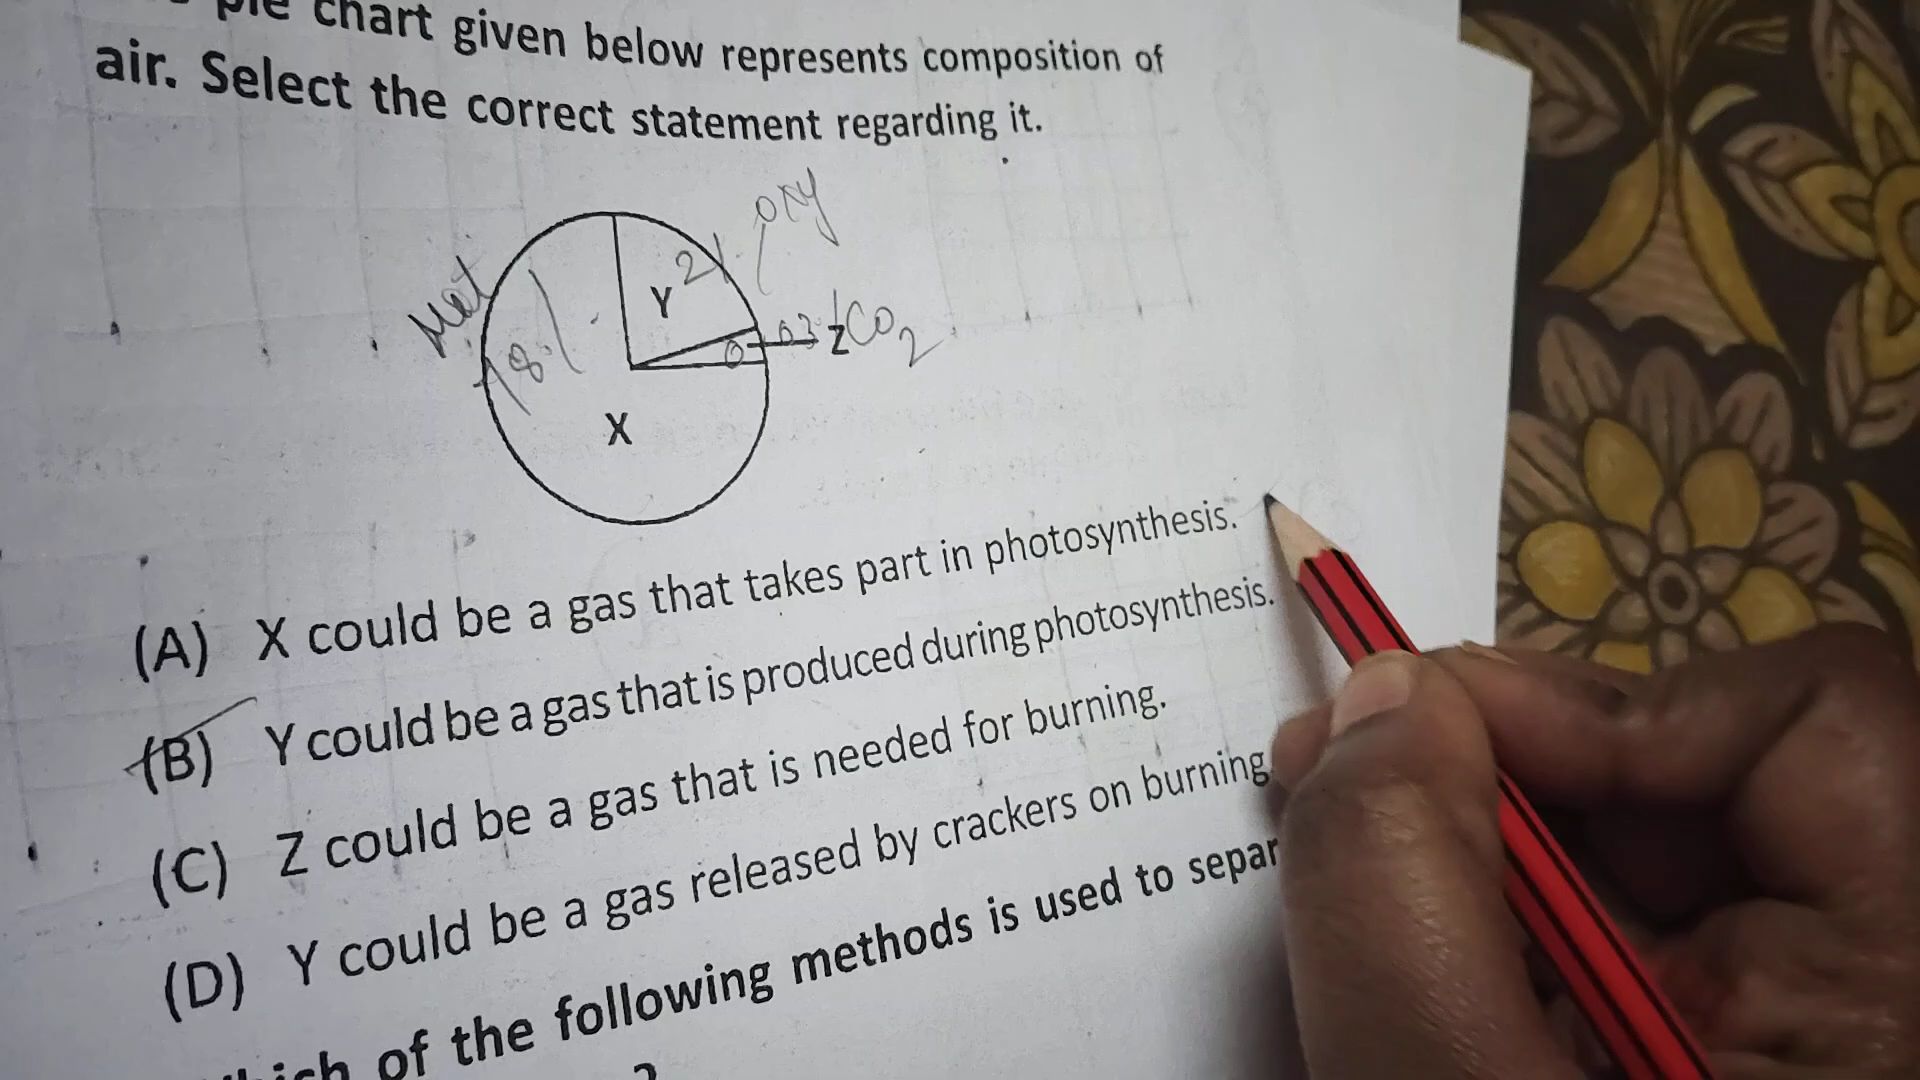 pie chart given below represents composition of
air. Select the correct statement regarding it.
oxy
Y 21%
78%
0.03% Z CO2
X
(A) X could be a gas that takes part in photosynthesis.
(B) Y could be a gas that is produced during photosynthesis.
(C) Z could be a gas that is needed for burning.
(D) Y could be a gas released by crackers on burning.
of the following methods is used to separ
?